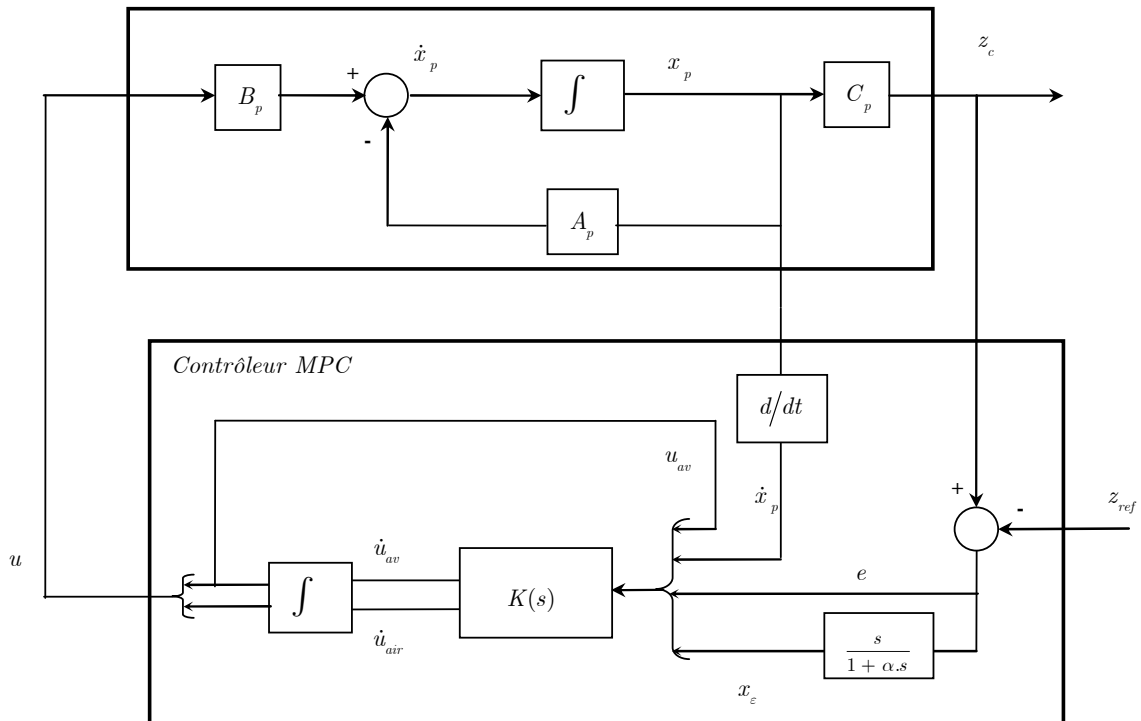 ẋ_p
x_p
z_c
+
B_p
∫
C_p
-
A_p
Contrôleur MPC
d/dt
u_av
ẋ_p
+
-
z_ref
u̇_av
u
∫
K(s)
e
u̇_air
s
1 + α.s
x_ε